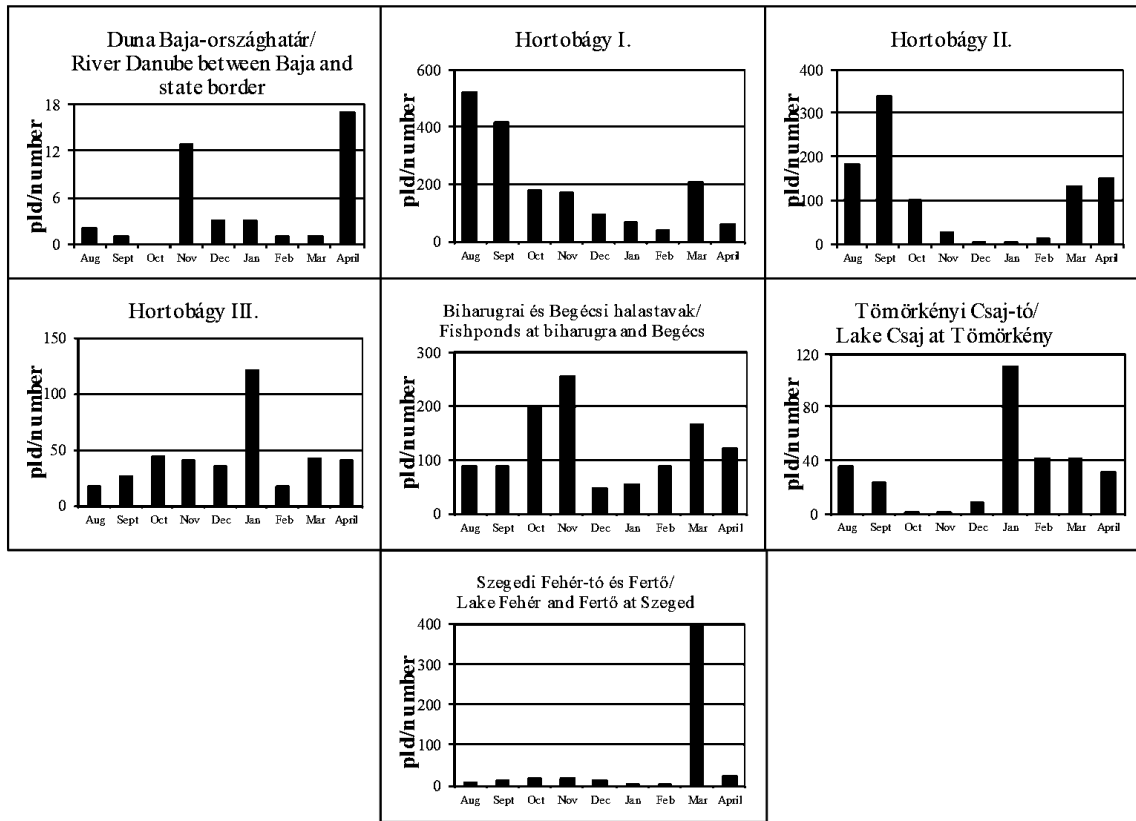 Duna Baja-országhatár/
River Danube between Baja and
state border
pld/number
18
12
6
0
Aug Sept Oct Nov Dec Jan Feb Mar April
Hortobágy I.
pld/number
600
400
200
0
Aug Sept Oct Nov Dec Jan Feb Mar April
Hortobágy II.
pld/number
400
300
200
100
0
Aug Sept Oct Nov Dec Jan Feb Mar April
Hortobágy III.
pld/number
150
100
50
0
Aug Sept Oct Nov Dec Jan Feb Mar April
Biharugrai és Begécsi halastavak/
Fishponds at biharugra and Begécs
pld/number
300
200
100
0
Aug Sept Oct Nov Dec Jan Feb Mar April
Tömörkényi Csaj-tó/
Lake Csaj at Tömörkény
pld/number
120
80
40
0
Aug Sept Oct Nov Dec Jan Feb Mar April
Szegedi Fehér-tó és Fertő/
Lake Fehér and Fertő at Szeged
pld/number
400
300
200
100
0
Aug Sept Oct Nov Dec Jan Feb Mar April